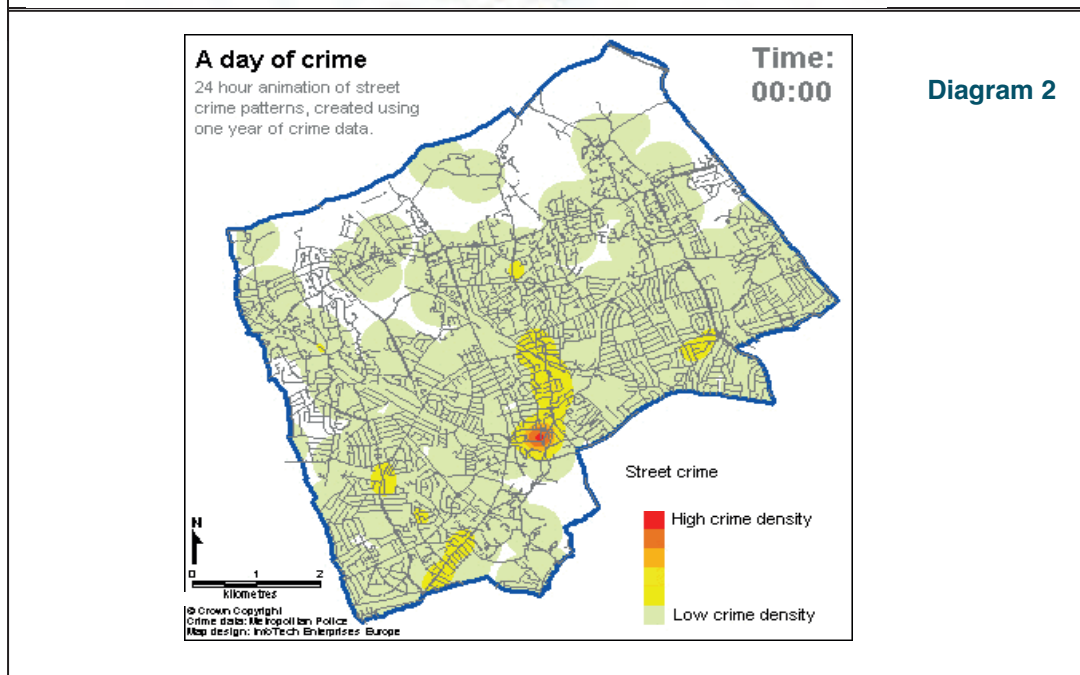 A day of crime
24 hour animation of street
crime patterns, created using
one year of crime data.
Time:
00:00
Diagram 2
Street crime
High crime density
Low crime density
N
0 1 2
kilometres
© Crown Copyright
Crime data: Metropolitan Police
Map design: InfoTech Enterprises Europe